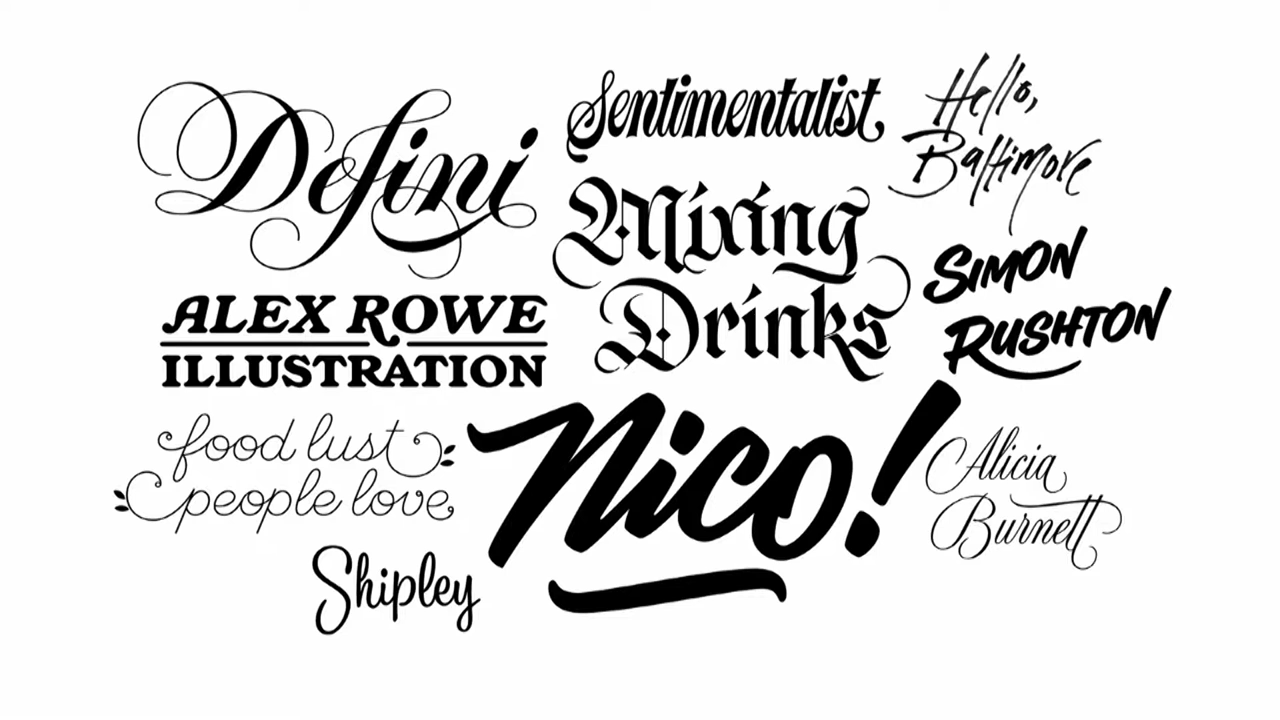 Defini
Sentimentalist
Hello,
Baltimore
Mixing
Drinks
SIMON
RUSHTON
ALEX ROWE
ILLUSTRATION
food lust
people love
Nico!
Alicia
Burnett
Shipley